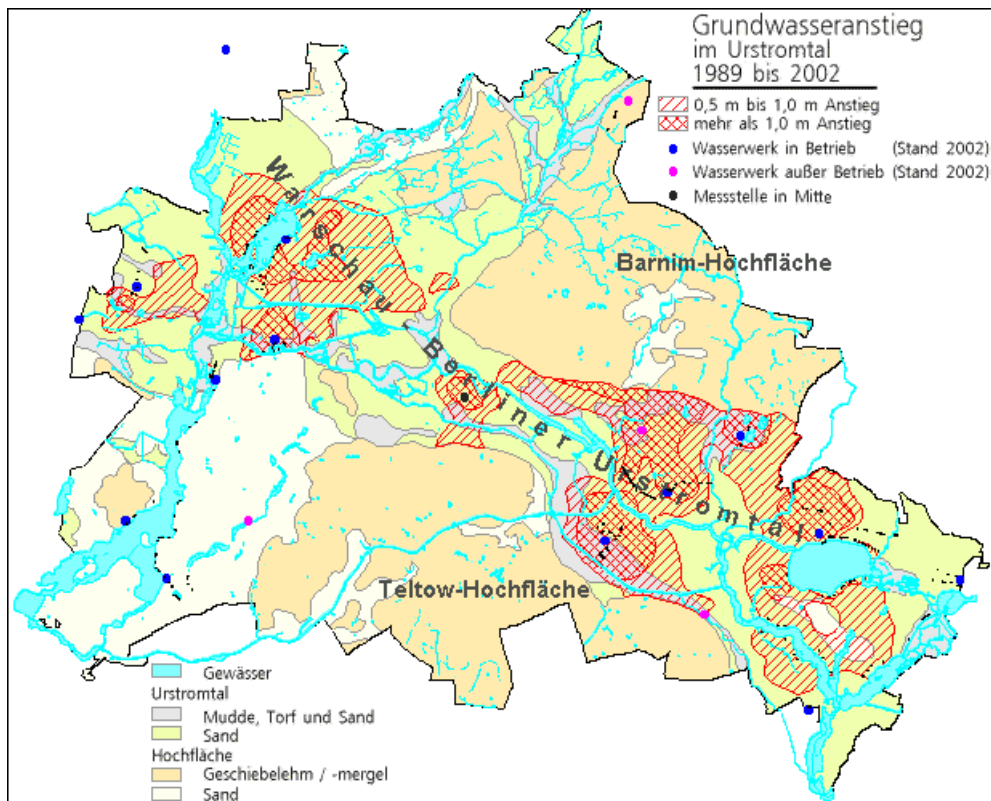 Grundwasseranstieg
im Urstromtal
1989 bis 2002
0,5 m bis 1,0 m Anstieg
mehr als 1,0 m Anstieg
Wasserwerk in Betrieb (Stand 2002)
Wasserwerk außer Betrieb (Stand 2002)
Messstelle in Mitte
Warschau-Berliner Urstromtal
Barnim-Hochfläche
Teltow-Hochfläche
Gewässer
Urstromtal
Mudde, Torf und Sand
Sand
Hochfläche
Geschiebelehm / -mergel
Sand